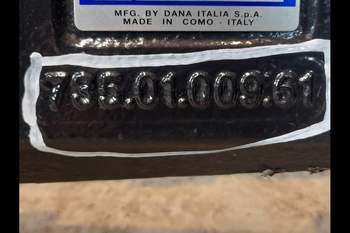 MFG. BY DANA ITALIA S.p.A.
MADE IN COMO - ITALY
735.01.009.61